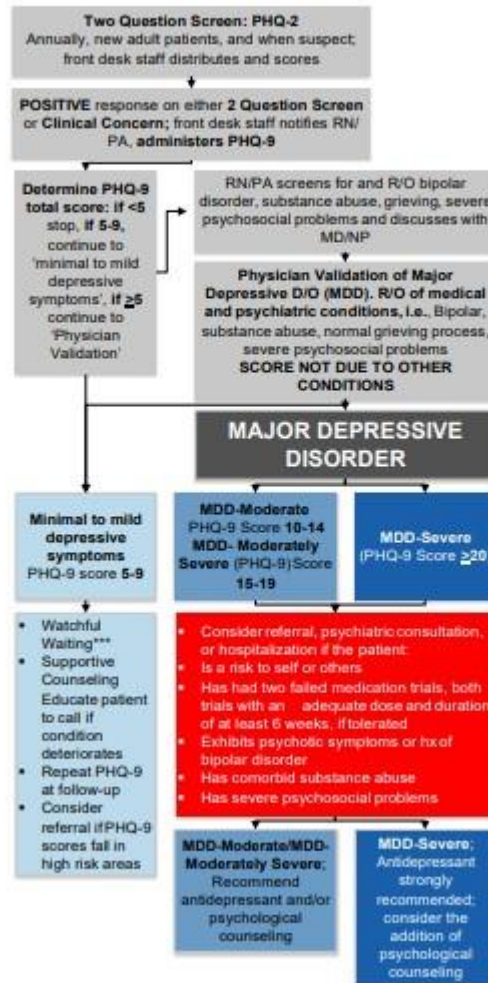 Two Question Screen: PHQ-2
Annually, new adult patients, and when suspect;
front desk staff distributes and scores
POSITIVE response on either 2 Question Screen
or Clinical Concern; front desk staff notifies RN/
PA, administers PHQ-9
Determine PHQ-9
total score: if <5
stop, if 5-9,
continue to
'minimal to mild
depressive
symptoms', if ≥5
continue to
'Physician
Validation'
RN/PA screens for and R/O bipolar
disorder, substance abuse, grieving, severe
psychosocial problems and discusses with
MD/NP
Physician Validation of Major
Depressive D/O (MDD). R/O of medical
and psychiatric conditions, i.e., Bipolar,
substance abuse, normal grieving process,
severe psychosocial problems
SCORE NOT DUE TO OTHER
CONDITIONS
MAJOR DEPRESSIVE
DISORDER
Minimal to mild
depressive
symptoms
PHQ-9 score 5-9
MDD-Moderate
PHQ-9 Score 10-14
MDD- Moderately
Severe (PHQ-9) Score
15-19
MDD-Severe
(PHQ-9 Score ≥20
• Watchful
Waiting***
• Supportive
Counseling
Educate patient
to call if
condition
deteriorates
• Repeat PHQ-9
at follow-up
• Consider
referral if PHQ-9
scores fall in
high risk areas
• Consider referral, psychiatric consultation,
or hospitalization if the patient:
• Is a risk to self or others
• Has had two failed medication trials, both
trials with an adequate dose and duration
of at least 6 weeks, if tolerated
• Exhibits psychotic symptoms or hx of
bipolar disorder
• Has comorbid substance abuse
• Has severe psychosocial problems
MDD-Moderate/MDD-
Moderately Severe;
Recommend
antidepressant and/or
psychological
counseling
MDD-Severe;
Antidepressant
strongly
recommended;
consider the
addition of
psychological
counseling